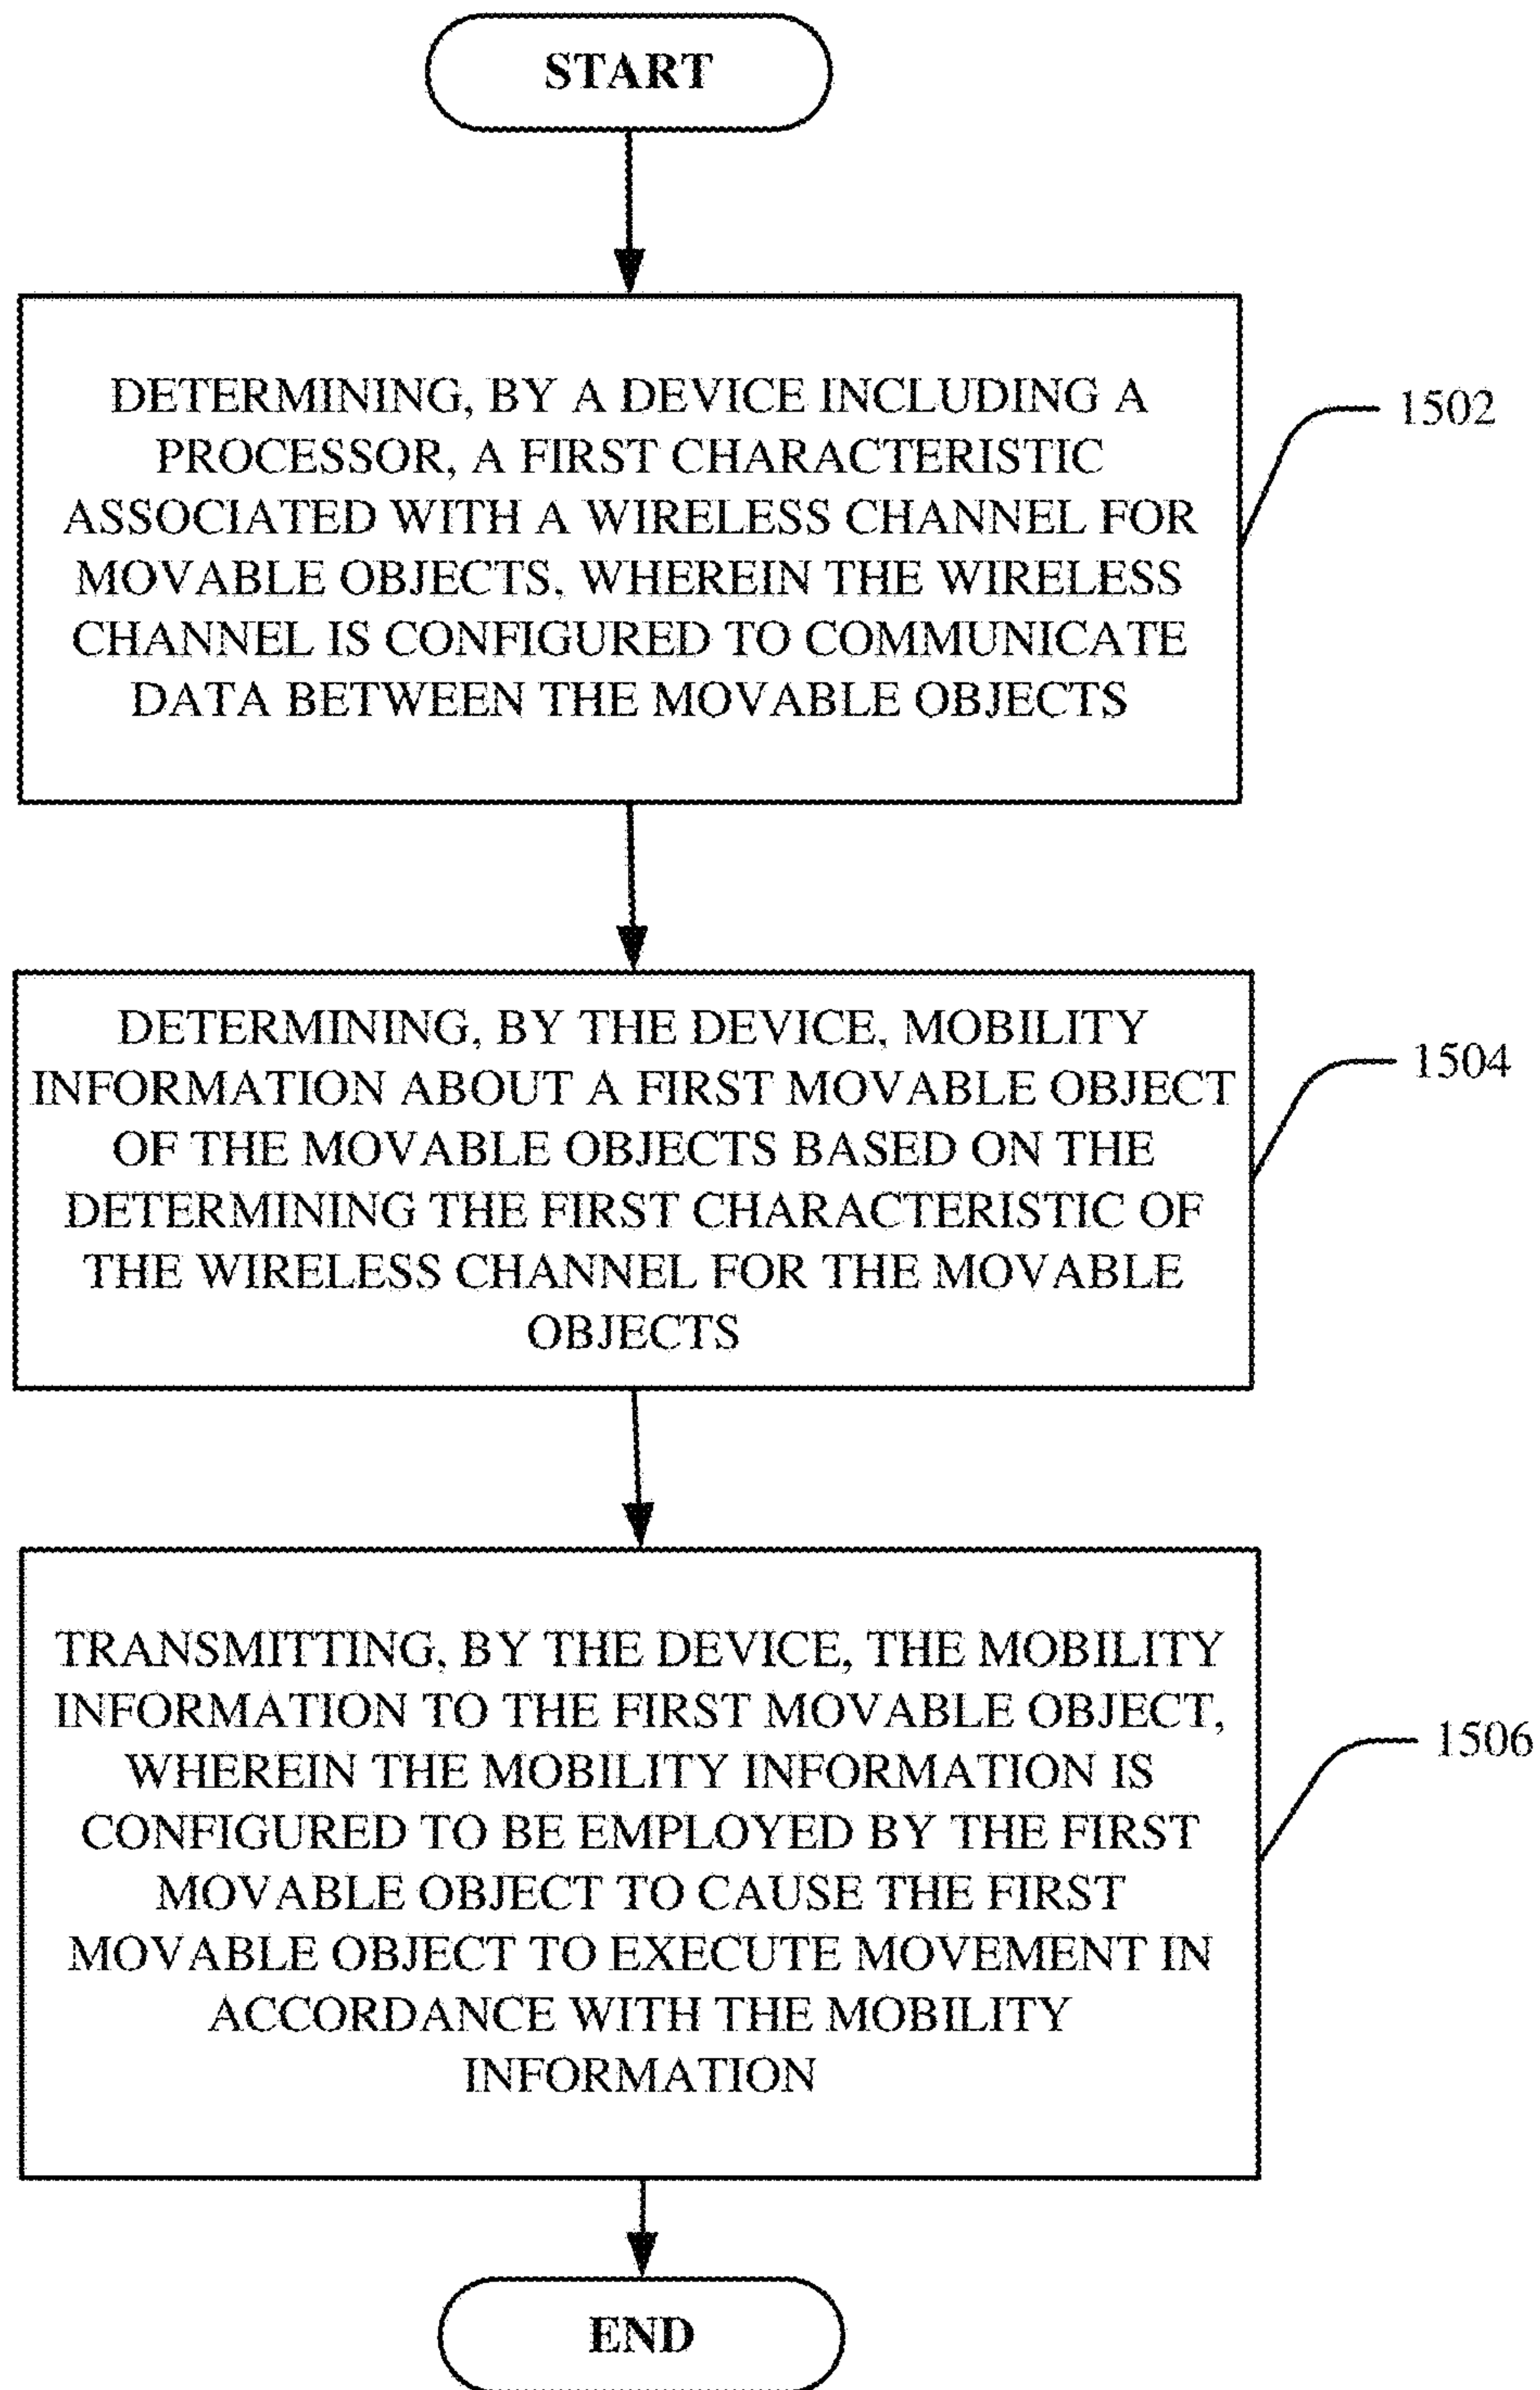 START
DETERMINING, BY A DEVICE INCLUDING A
PROCESSOR, A FIRST CHARACTERISTIC
ASSOCIATED WITH A WIRELESS CHANNEL FOR
MOVABLE OBJECTS, WHEREIN THE WIRELESS
CHANNEL IS CONFIGURED TO COMMUNICATE
DATA BETWEEN THE MOVABLE OBJECTS
1502
DETERMINING, BY THE DEVICE, MOBILITY
INFORMATION ABOUT A FIRST MOVABLE OBJECT
OF THE MOVABLE OBJECTS BASED ON THE
DETERMINING THE FIRST CHARACTERISTIC OF
THE WIRELESS CHANNEL FOR THE MOVABLE
OBJECTS
1504
TRANSMITTING, BY THE DEVICE, THE MOBILITY
INFORMATION TO THE FIRST MOVABLE OBJECT,
WHEREIN THE MOBILITY INFORMATION IS
CONFIGURED TO BE EMPLOYED BY THE FIRST
MOVABLE OBJECT TO CAUSE THE FIRST
MOVABLE OBJECT TO EXECUTE MOVEMENT IN
ACCORDANCE WITH THE MOBILITY
INFORMATION
1506
END